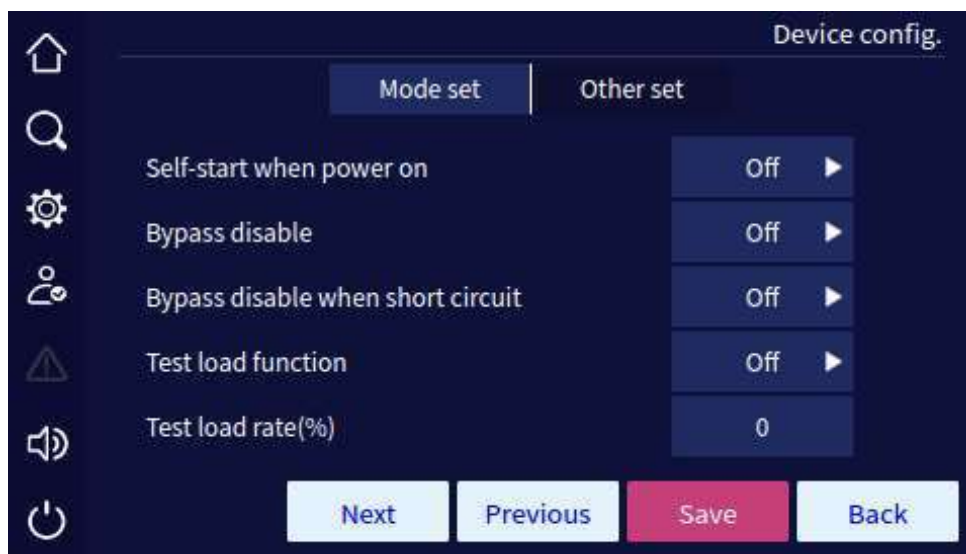 Device config.
Mode set Other set
Self-start when power on Off
Bypass disable Off
Bypass disable when short circuit Off
Test load function Off
Test load rate(%) 0
Next Previous Save Back